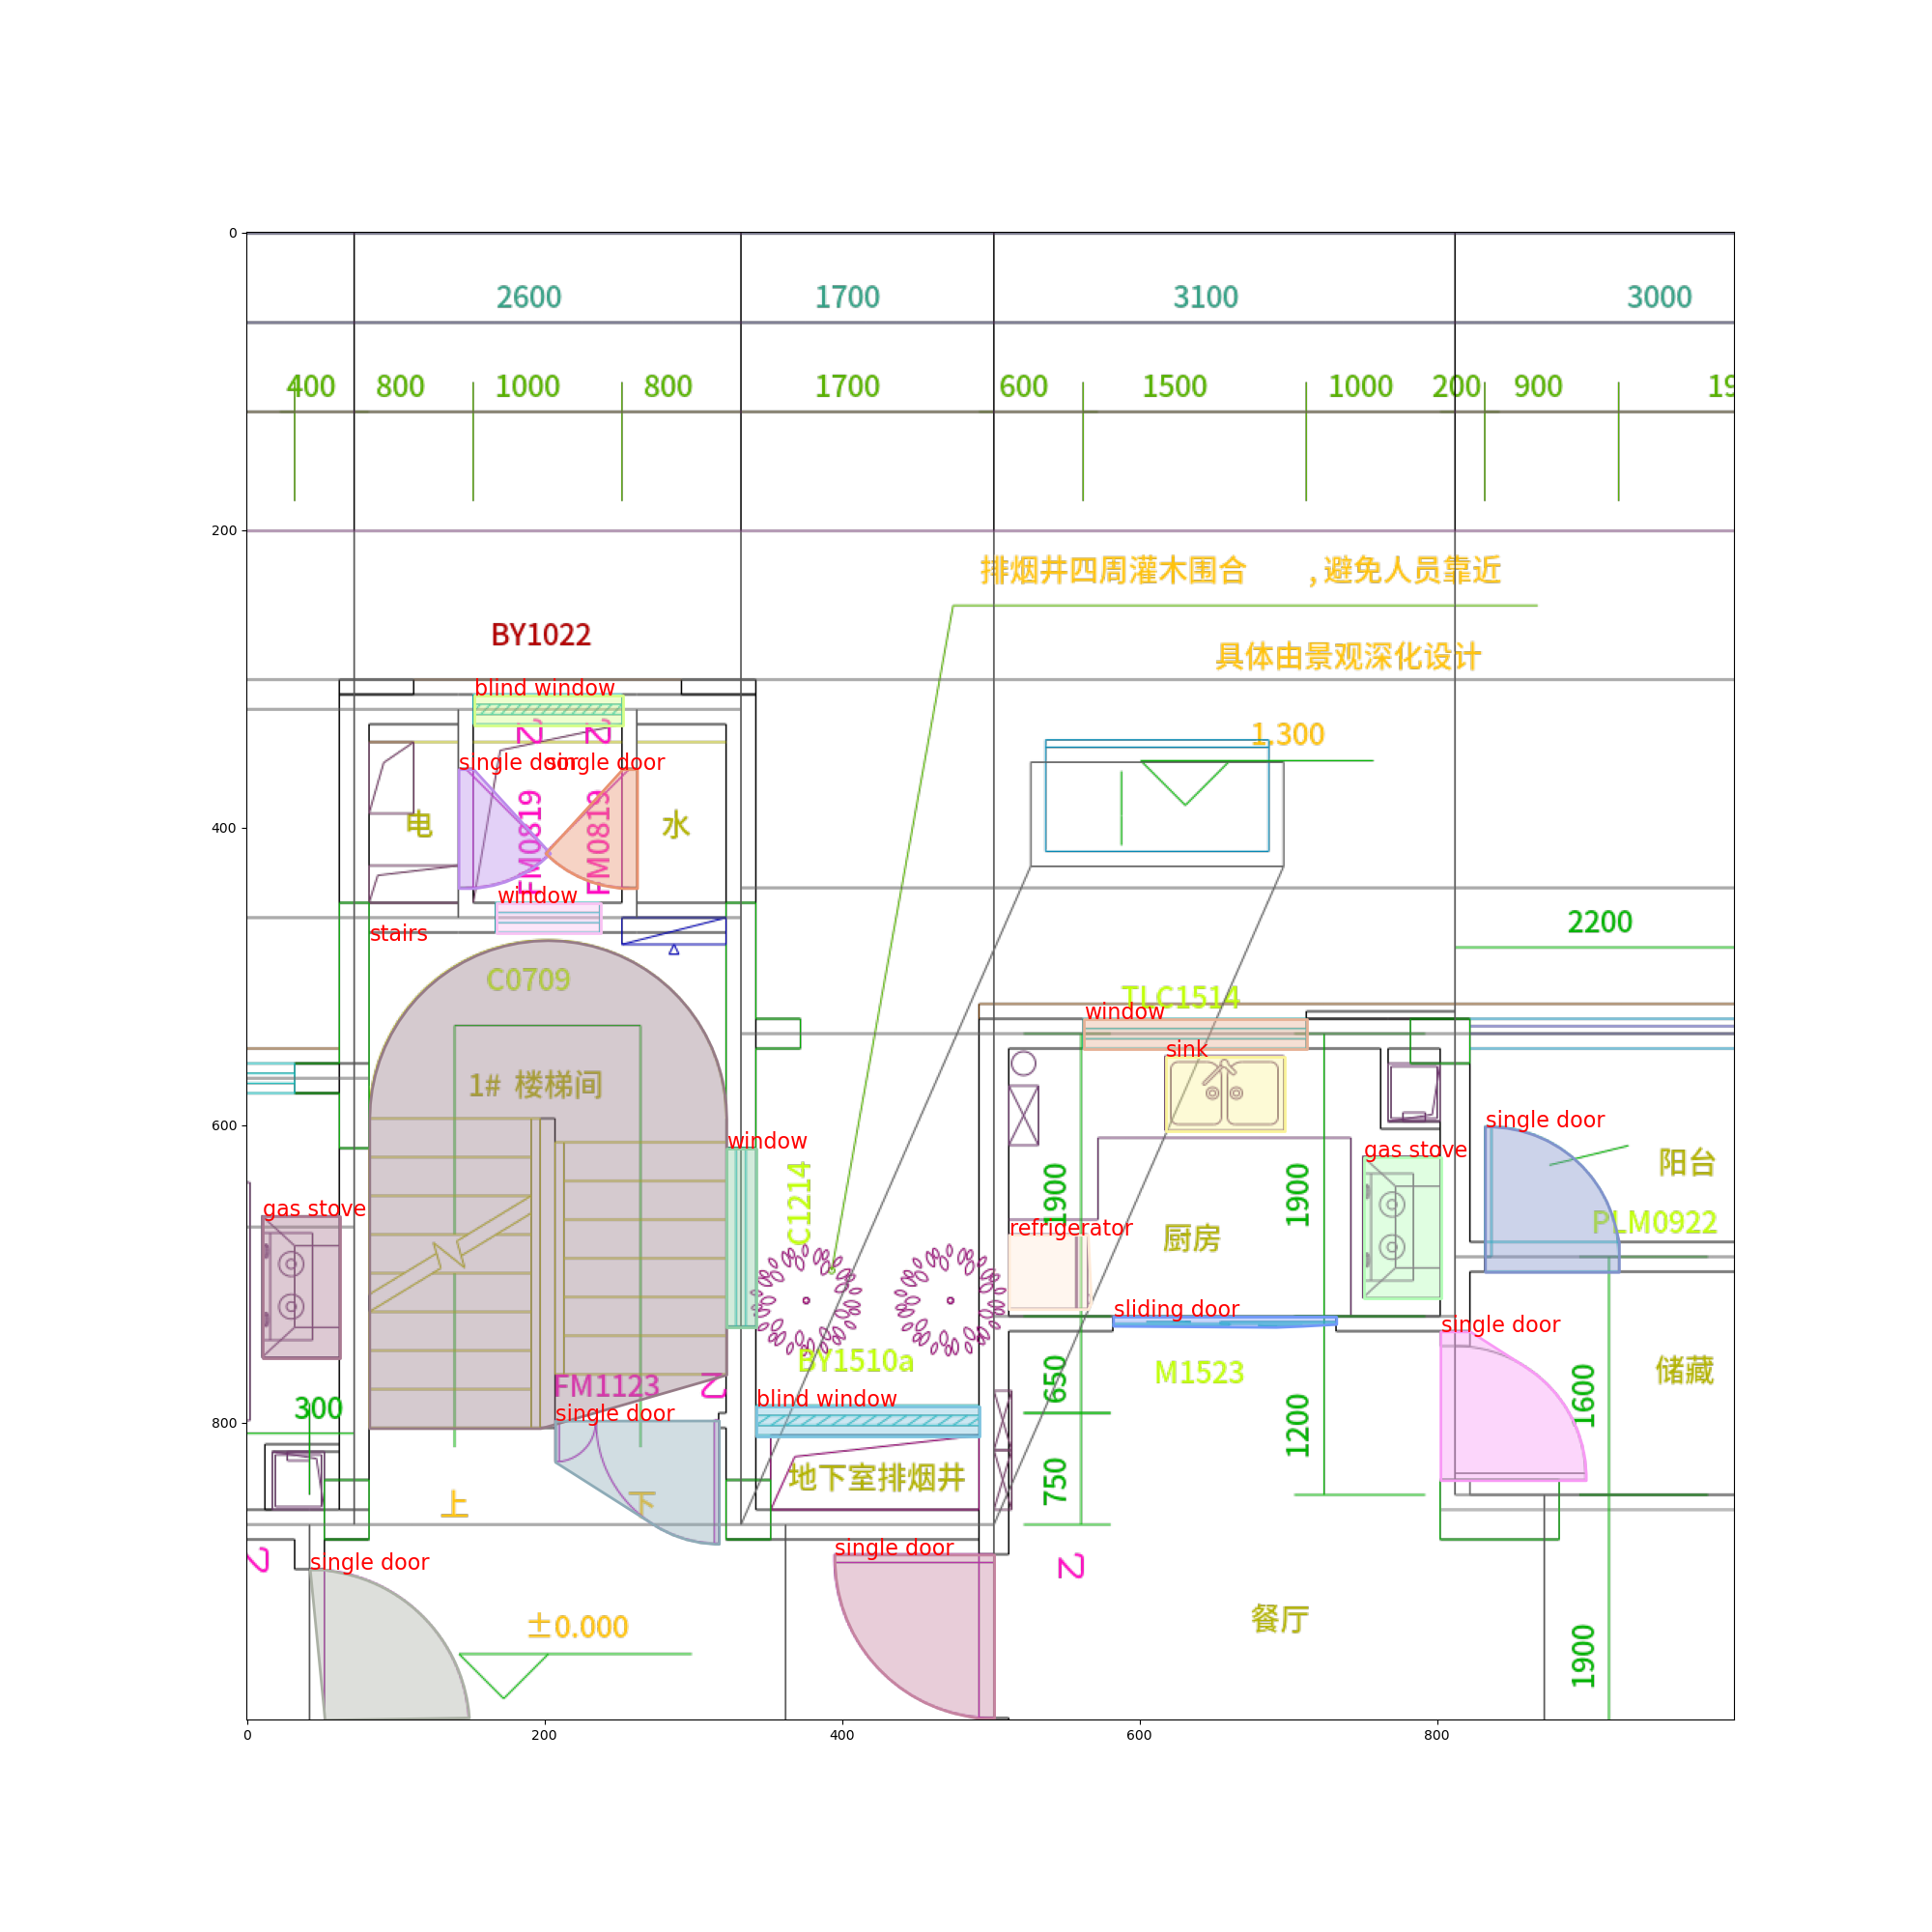 0
2600 1700 3100 3000
400 800 1000 800 1700 600 1500 1000 200 900 19
200
排烟井四周灌木围合 ,避免人员靠近
BY1022
具体由景观深化设计
blind window
1.300
single door single door
400
电 FM0819 FM0819 水
window
2200
stairs
C0709
TLC1514
window
sink
1# 楼梯间
600
single door
window
gas stove
阳台
C1214
1900 1900
gas stove
PLM0922
refrigerator
厨房
sliding door
single door
BY1510a
M1523
储藏
650
FM1123
blind window
1600
300
single door
800
1200
地下室排烟井
750
上 下
single door
single door
餐厅
±0.000
1900
0 200 400 600 800